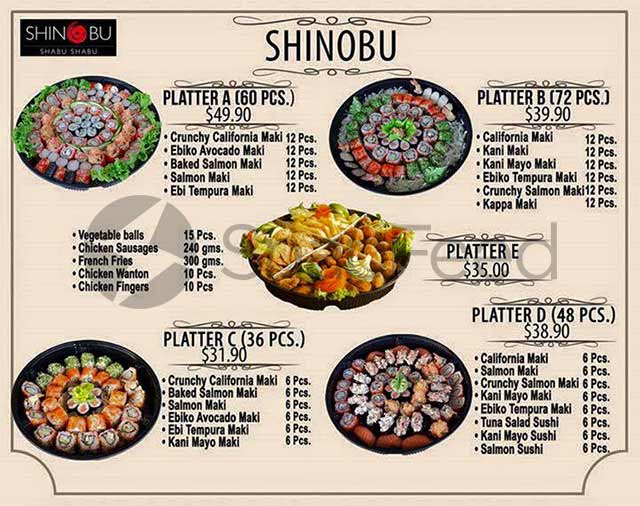 SHINOBU
SHABU SHABU
SHINOBU
PLATTER A (60 PCS.)
$49.90
• Crunchy California Maki 12 Pcs.
• Ebiko Avocado Maki 12 Pcs.
• Baked Salmon Maki 12 Pcs.
• Salmon Maki 12 Pcs.
• Ebi Tempura Maki 12 Pcs.
PLATTER B (72 PCS.)
$39.90
• California Maki 12 Pcs.
• Kani Maki 12 Pcs.
• Kani Mayo Maki 12 Pcs.
• Ebiko Tempura Maki 12 Pcs.
• Crunchy Salmon Maki 12 Pcs.
• Kappa Maki 12 Pcs.
• Vegetable balls 15 Pcs.
• Chicken Sausages 240 gms.
• French Fries 300 gms.
• Chicken Wanton 10 Pcs.
• Chicken Fingers 10 Pcs
PLATTER E
$35.00
PLATTER C (36 PCS.)
$31.90
• Crunchy California Maki 6 Pcs.
• Baked Salmon Maki 6 Pcs.
• Salmon Maki 6 Pcs.
• Ebiko Avocado Maki 6 Pcs.
• Ebi Tempura Maki 6 Pcs.
• Kani Mayo Maki 6 Pcs.
PLATTER D (48 PCS.)
$38.90
• California Maki 6 Pcs.
• Salmon Maki 6 Pcs.
• Crunchy Salmon Maki 6 Pcs.
• Kani Mayo Maki 6 Pcs.
• Ebiko Tempura Maki 6 Pcs.
• Tuna Salad Sushi 6 Pcs.
• Kani Mayo Sushi 6 Pcs.
• Salmon Sushi 6 Pcs.